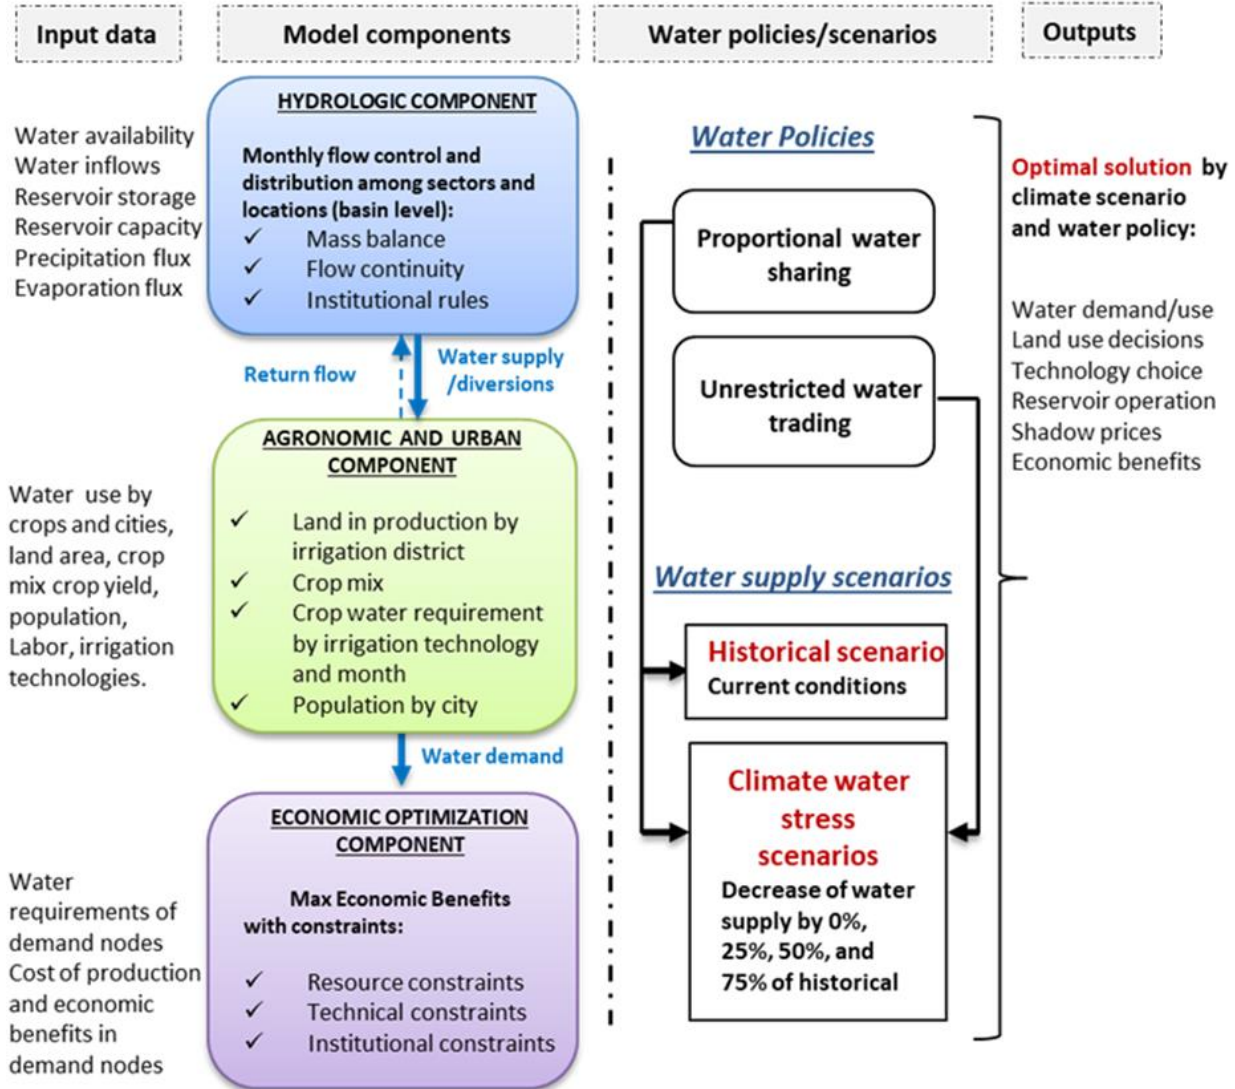 Input data
Model components
Water policies/scenarios
Outputs
Water availability
Water inflows
Reservoir storage
Reservoir capacity
Precipitation flux
Evaporation flux
HYDROLOGIC COMPONENT
Monthly flow control and
distribution among sectors and
locations (basin level):
✓ Mass balance
✓ Flow continuity
✓ Institutional rules
Return flow
Water supply
/diversions
Water use by
crops and cities,
land area, crop
mix crop yield,
population,
Labor, irrigation
technologies.
AGRONOMIC AND URBAN
COMPONENT
✓ Land in production by
irrigation district
✓ Crop mix
✓ Crop water requirement
by irrigation technology
and month
✓ Population by city
Water demand
Water
requirements of
demand nodes
Cost of production
and economic
benefits in
demand nodes
ECONOMIC OPTIMIZATION
COMPONENT
Max Economic Benefits
with constraints:
✓ Resource constraints
✓ Technical constraints
✓ Institutional constraints
Water Policies
Proportional water
sharing
Unrestricted water
trading
Water supply scenarios
Historical scenario
Current conditions
Climate water
stress
scenarios
Decrease of water
supply by 0%,
25%, 50%, and
75% of historical
Optimal solution by
climate scenario
and water policy:
Water demand/use
Land use decisions
Technology choice
Reservoir operation
Shadow prices
Economic benefits